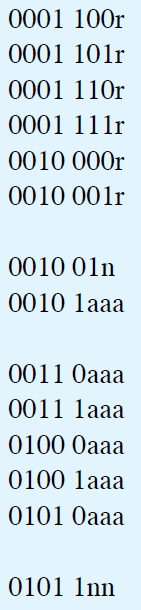 0001 100r
0001 101r
0001 110r
0001 111r
0010 000r
0010 001r
0010 01n
0010 1aaa
0011 0aaa
0011 1aaa
0100 0aaa
0100 1aaa
0101 0aaa
0101 1nn